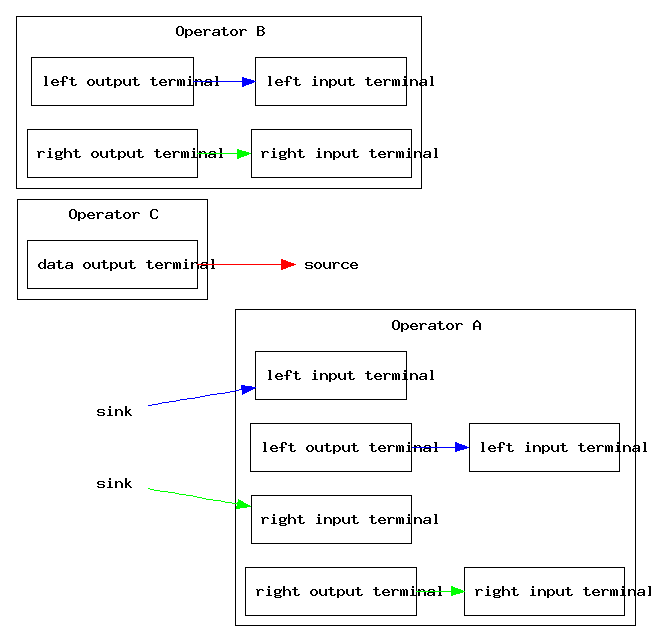 Operator B
left output terminal
left input terminal
right output terminal
right input terminal
Operator C
data output terminal
source
Operator A
left input terminal
sink
left output terminal
left input terminal
sink
right input terminal
right output terminal
right input terminal